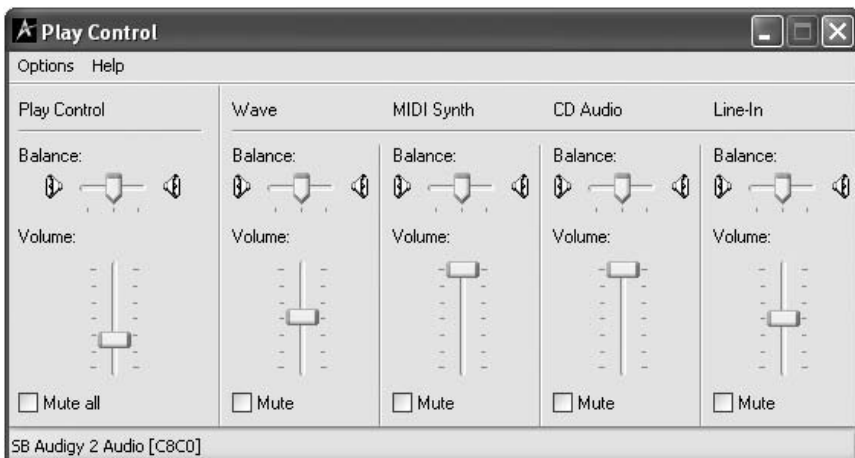 Play Control
Options Help
Play Control Wave MIDI Synth CD Audio Line-In
Balance: Balance: Balance: Balance: Balance:
Volume: Volume: Volume: Volume: Volume:
Mute all Mute Mute Mute Mute
SB Audigy 2 Audio [C8C0]